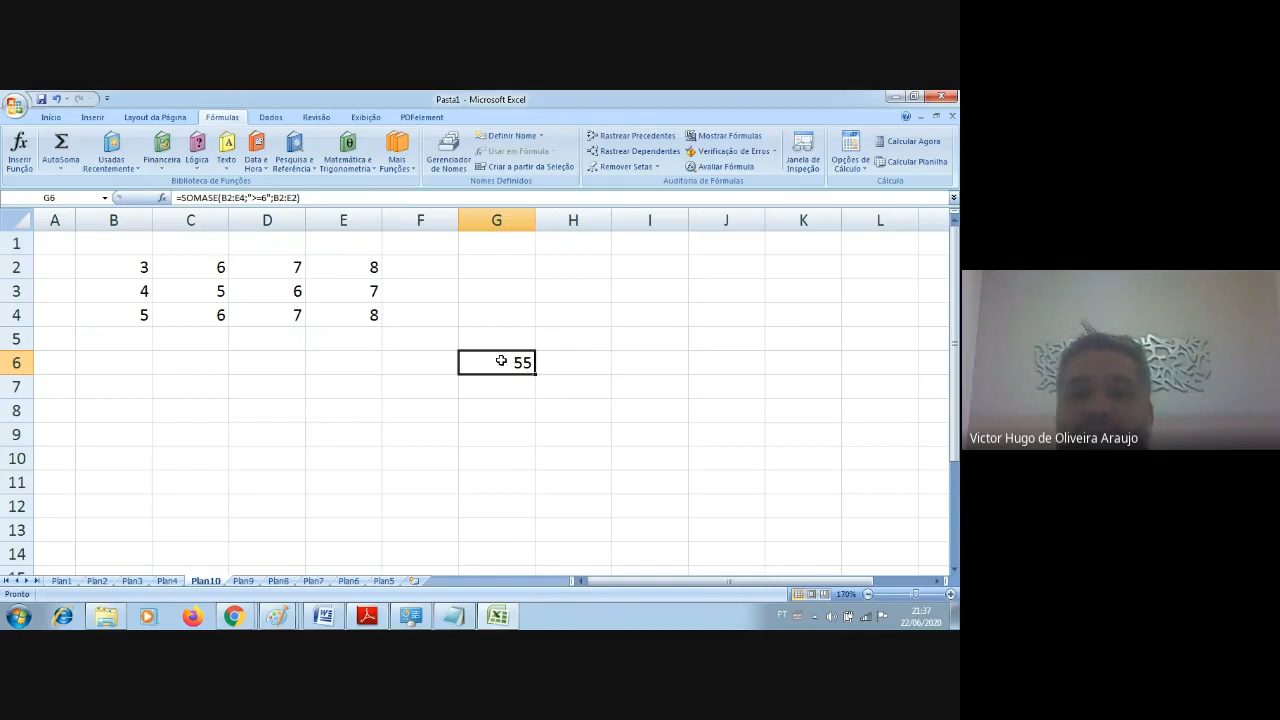 Pasta1 - Microsoft Excel
Início Inserir Layout da Página Fórmulas Dados Revisão Exibição PDFelement
fx Inserir Função
Σ AutoSoma
Usadas Recentemente
Financeira
Lógica
Texto
Data e Hora
Pesquisa e Referência
Matemática e Trigonometria
Mais Funções
Biblioteca de Funções
Gerenciador de Nomes
Definir Nome
Usar em Fórmula
Criar a partir da Seleção
Nomes Definidos
Rastrear Precedentes
Rastrear Dependentes
Remover Setas
Mostrar Fórmulas
Verificação de Erros
Avaliar Fórmula
Auditoria de Fórmulas
Janela de Inspeção
Opções de Cálculo
Calcular Agora
Calcular Planilha
Cálculo
G6 fx =SOMASE(B2:E4;">=6";B2:E2)
A B C D E F G H I J K L
1
2 3 6 7 8
3 4 5 6 7
4 5 6 7 8
5
6 55
7
8
9
10
11
12
13
14
Plan1 Plan2 Plan3 Plan4 Plan10 Plan9 Plan8 Plan7 Plan6 Plan5
Pronto 170%
PT 21:37
22/06/2020
Victor Hugo de Oliveira Araujo